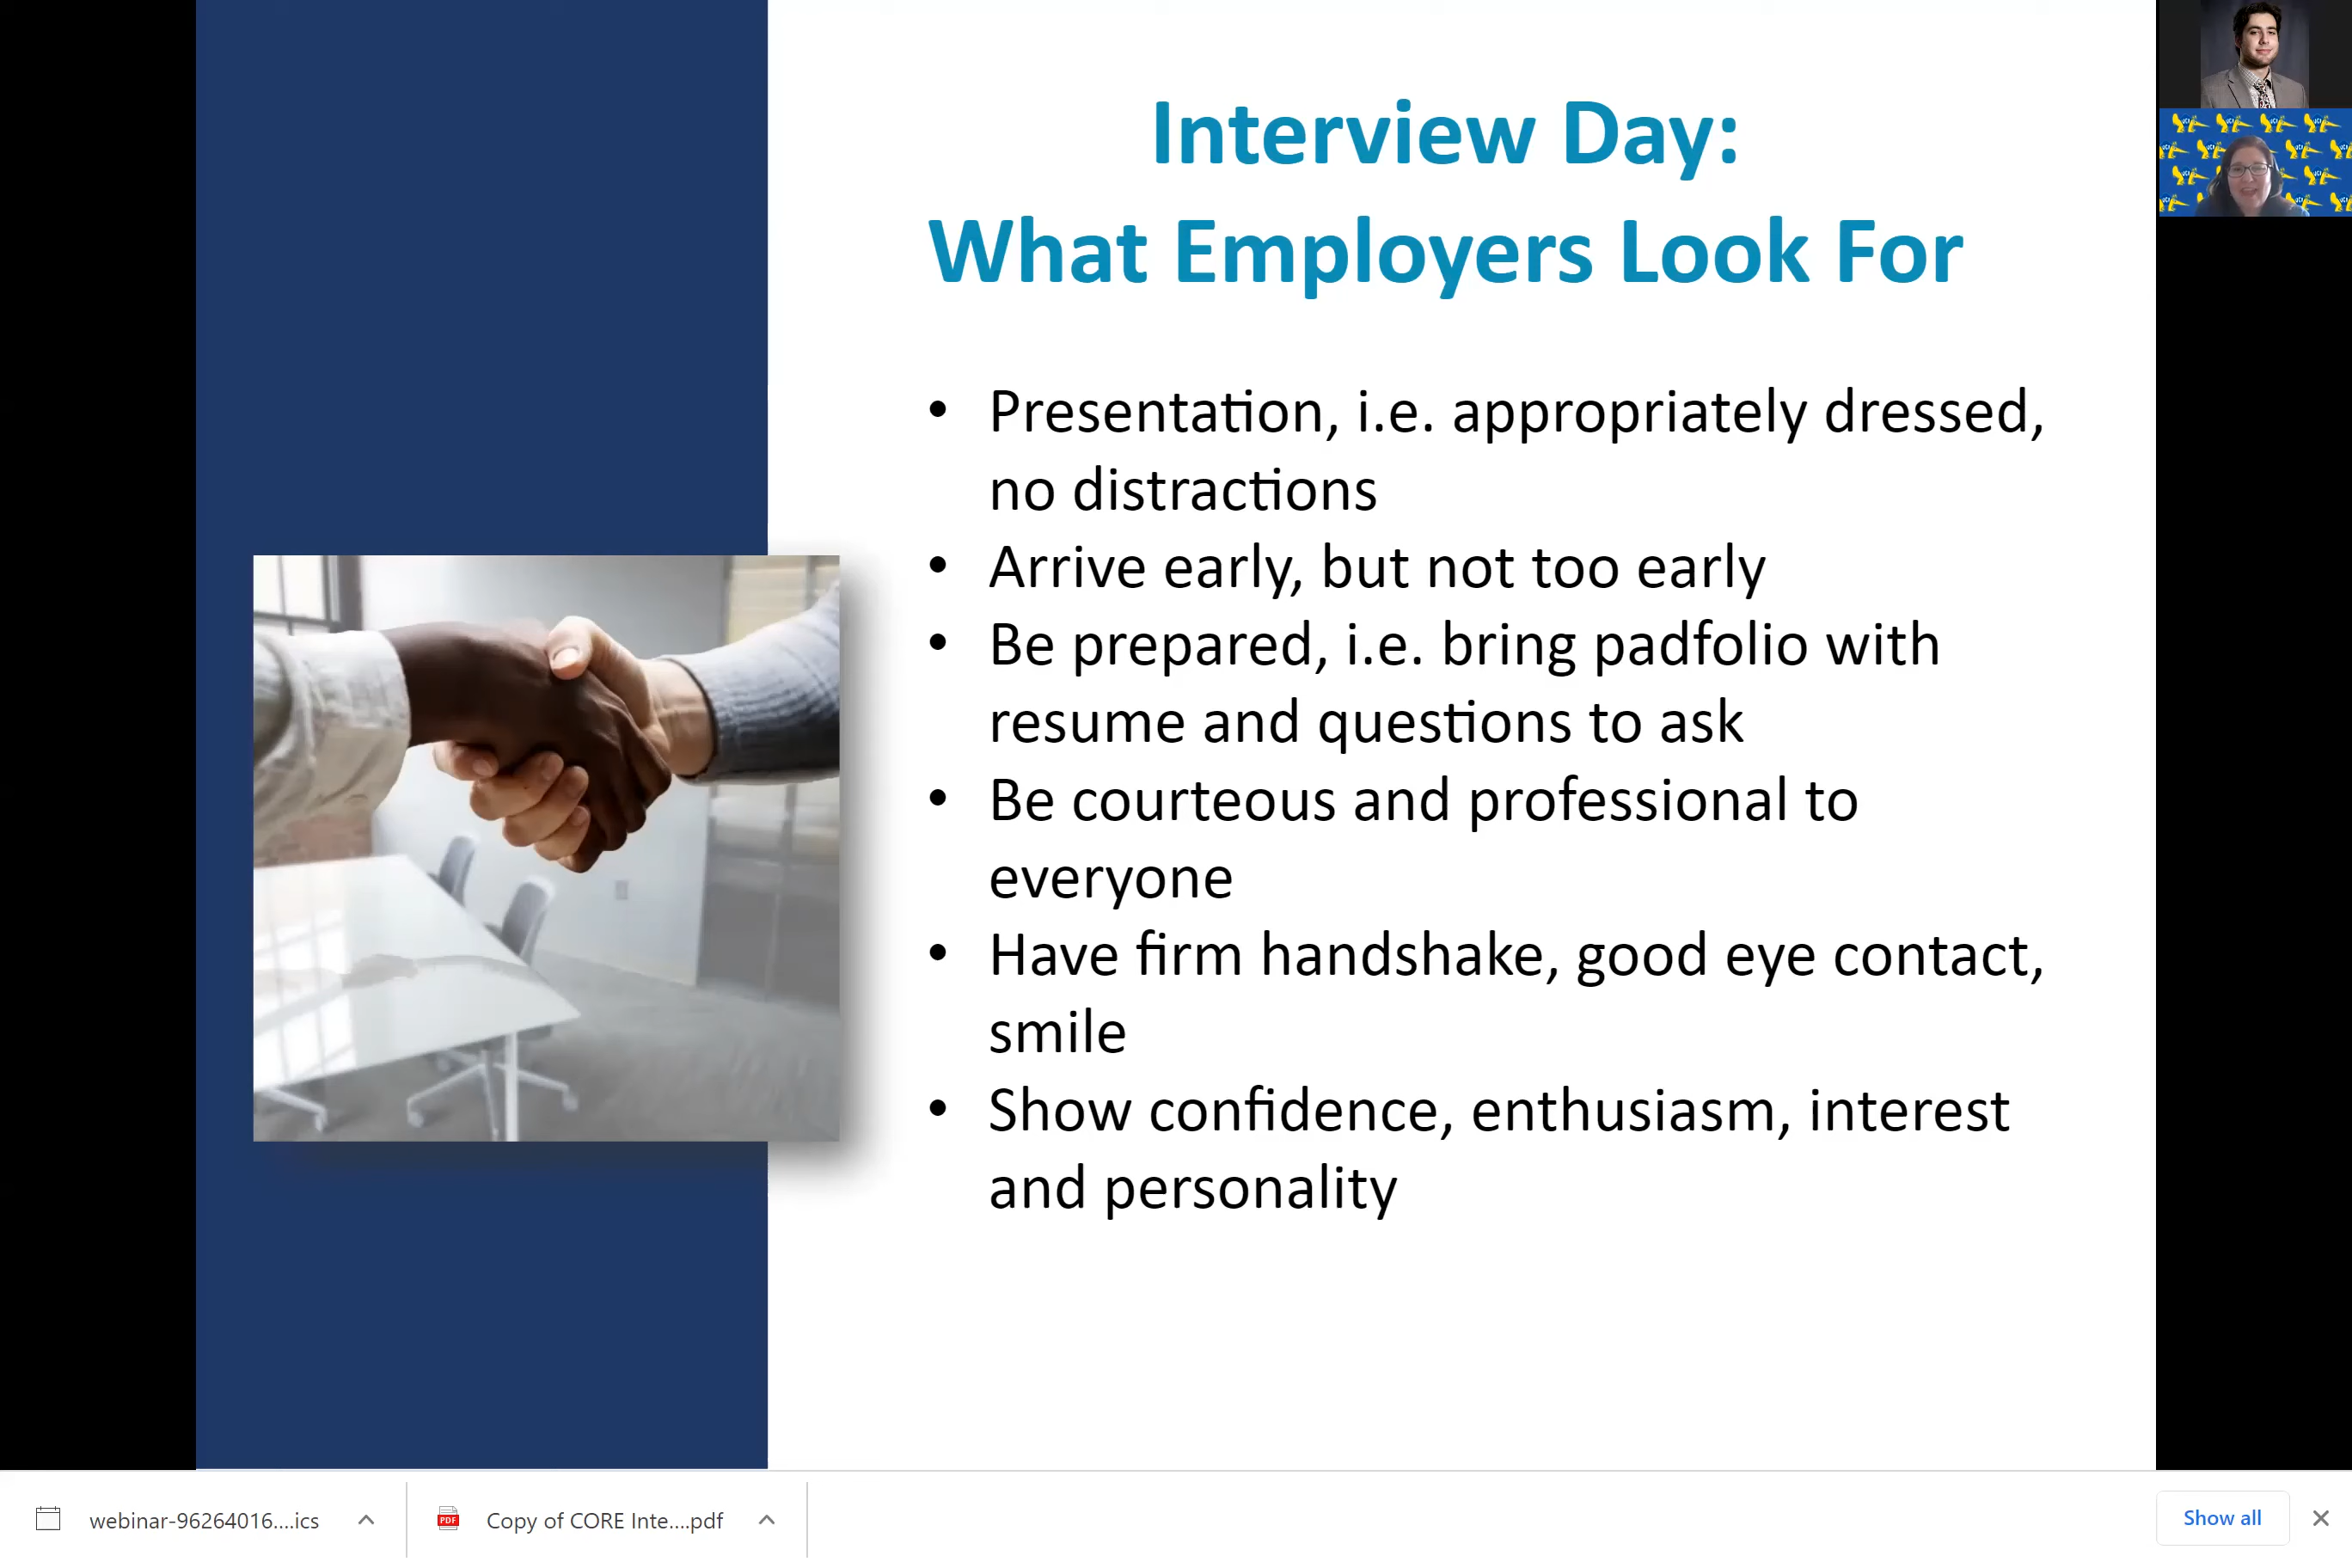 Interview Day:
What Employers Look For
• Presentation, i.e. appropriately dressed,
no distractions
• Arrive early, but not too early
• Be prepared, i.e. bring padfolio with
resume and questions to ask
• Be courteous and professional to
everyone
• Have firm handshake, good eye contact,
smile
• Show confidence, enthusiasm, interest
and personality
webinar-96264016....ics
PDF
Copy of CORE Inte....pdf
Show all